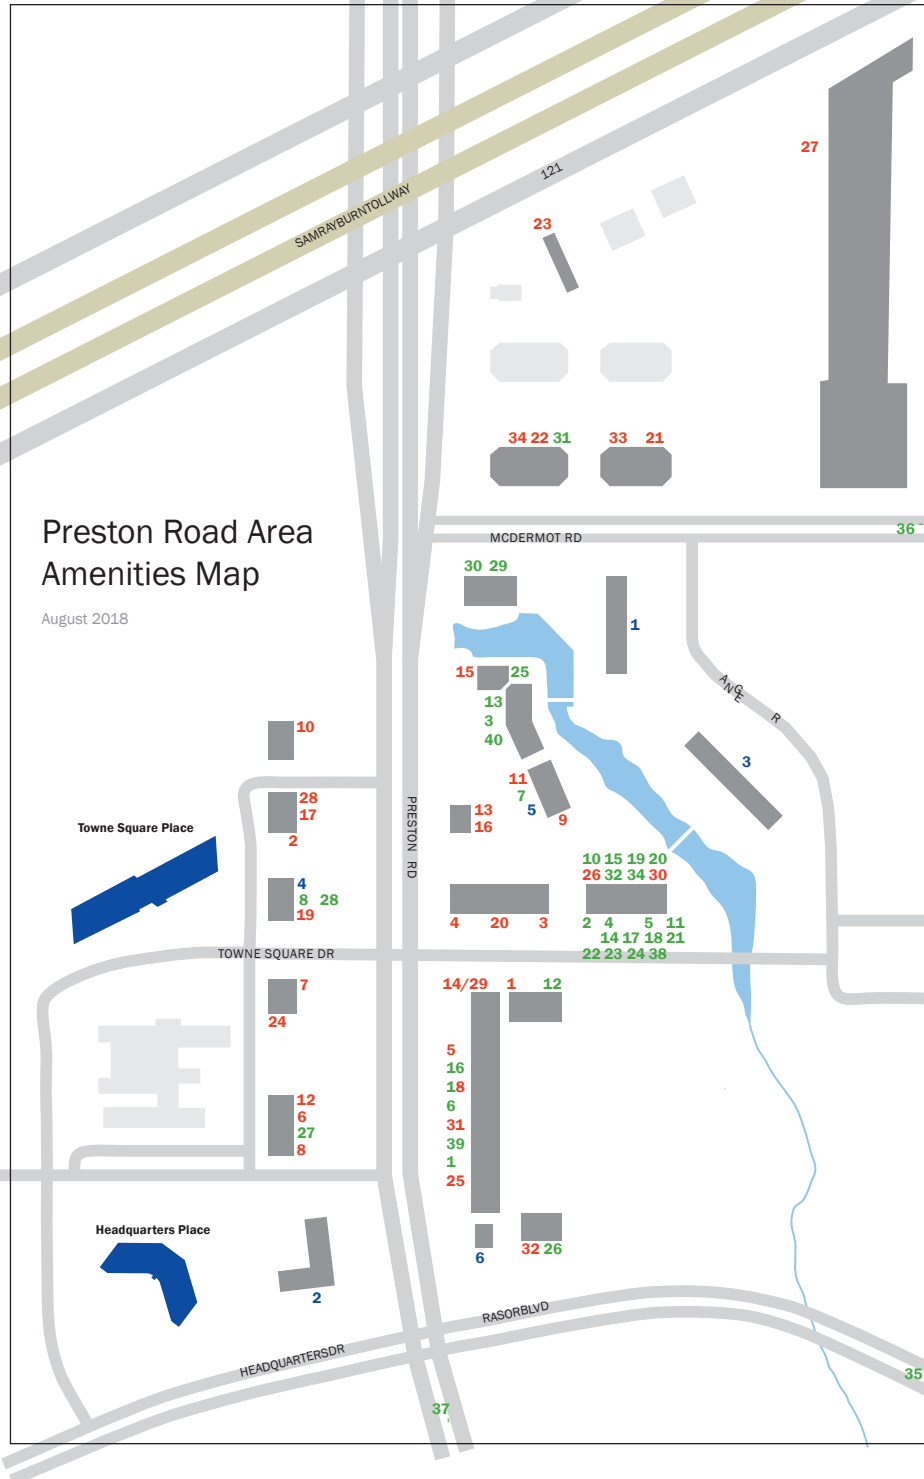 27
121
SAMRAYBURNTOLLWAY
23
34 22 31
33 21
36
MCDERMOT RD
Preston Road Area
Amenities Map
August 2018
30 29
1
15
25
13
3
40
10
3
11
7
5
9
28
17
2
13
16
PRESTON RD
Towne Square Place
10 15 19 20
26 32 34 30
4
8 28
19
4 20 3
2 4 5 11
14 17 18 21
22 23 24 38
TOWNE SQUARE DR
7
24
14/29 1 12
5
16
18
6
31
39
1
25
12
6
27
8
Headquarters Place
2
6
32 26
RASORBLVD
HEADQUARTERSDR
35
37